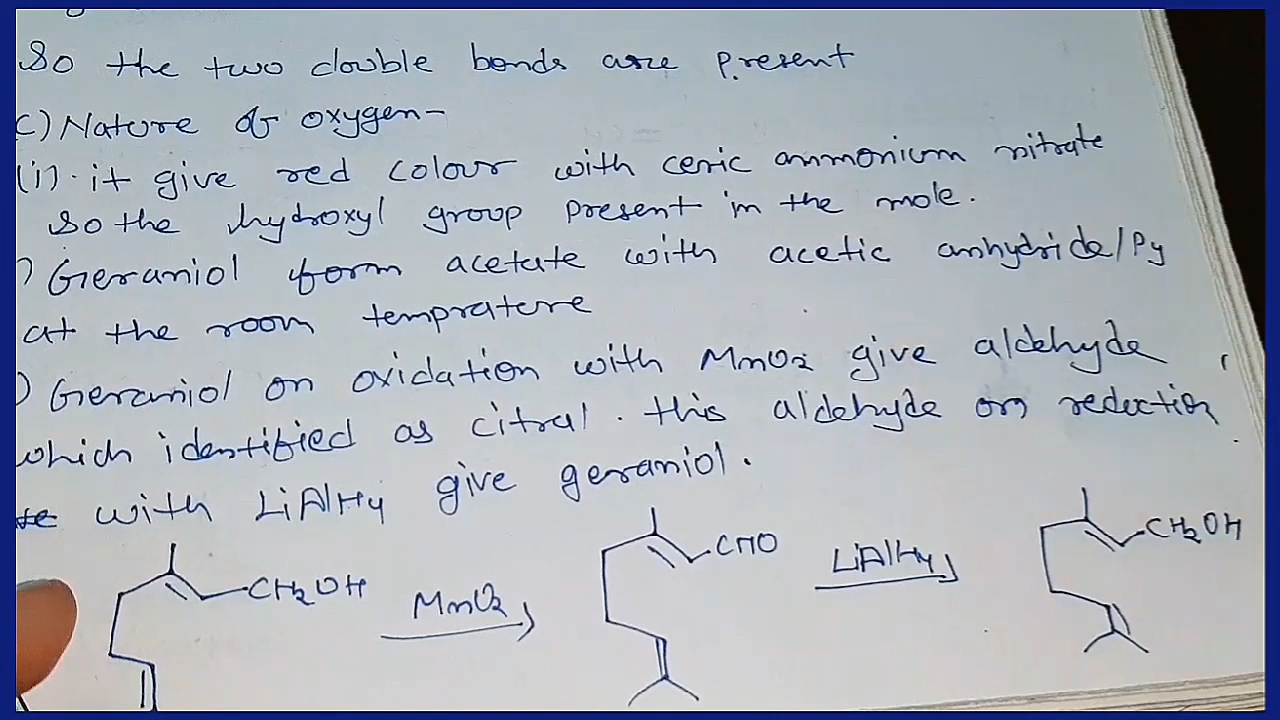 So the two double bonds are present
C) Nature of oxygen-
(i). it give red colour with ceric ammonium nitrate
so the hydroxyl group present in the mole.
) Geraniol form acetate with acetic anhydride/Py
at the room temprature
) Geraniol on oxidation with MnO2 give aldehyde
which identified as citral. this aldehyde on reduction
with LiAlH4 give geraniol.
CH2OH MnO2 CHO LiAlH4 CH2OH